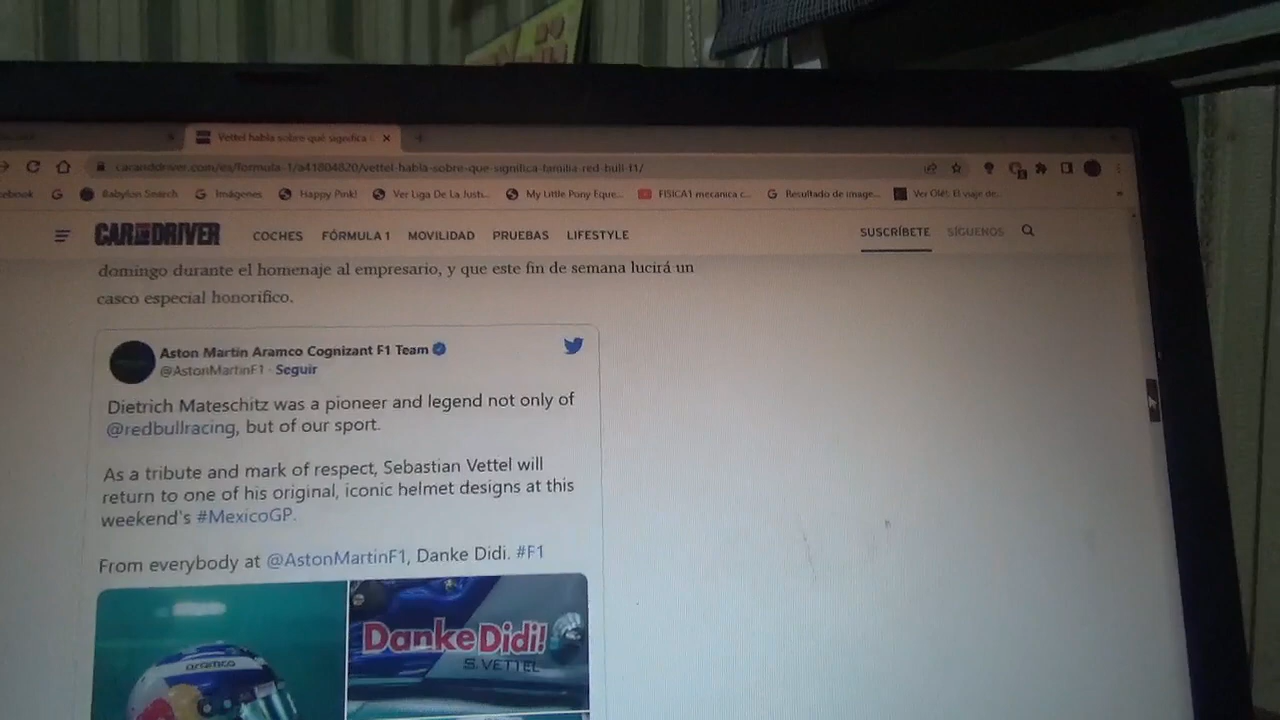 Vettel habla sobre qué significa
caranddriver.com/es/formula-1/a41804820/vettel-habla-sobre-que-significa-familia-red-bull-f1/
cebook G Babylon Search G Imágenes Happy Pink! Ver Liga De La Justi... My Little Pony Eqre... FISICA1 mecanica c... G Resultado de image... Ver Olé!, El viaje de...
CAR AND DRIVER COCHES FÓRMULA 1 MOVILIDAD PRUEBAS LIFESTYLE SUSCRÍBETE SÍGUENOS
domingo durante el homenaje al empresario, y que este fin de semana lucirá un
casco especial honorífico.
Aston Martin Aramco Cognizant F1 Team
@AstonMartinF1 · Seguir
Dietrich Mateschitz was a pioneer and legend not only of
@redbullracing, but of our sport.
As a tribute and mark of respect, Sebastian Vettel will
return to one of his original, iconic helmet designs at this
weekend's #MexicoGP.
From everybody at @AstonMartinF1, Danke Didi. #F1
aramco
Danke Didi!
S. VETTEL